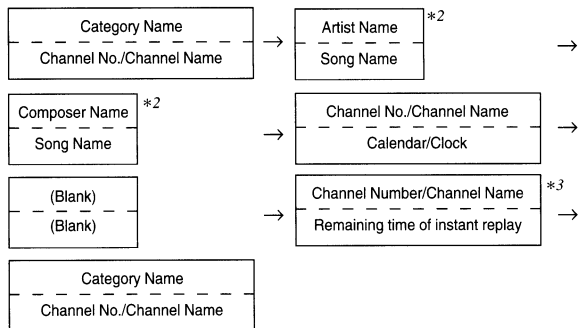 Category Name
Channel No./Channel Name
→
Artist Name
Song Name
*2
→
Composer Name
Song Name
*2
→
Channel No./Channel Name
Calendar/Clock
→
(Blank)
(Blank)
→
Channel Number/Channel Name
Remaining time of instant replay
*3
→
Category Name
Channel No./Channel Name